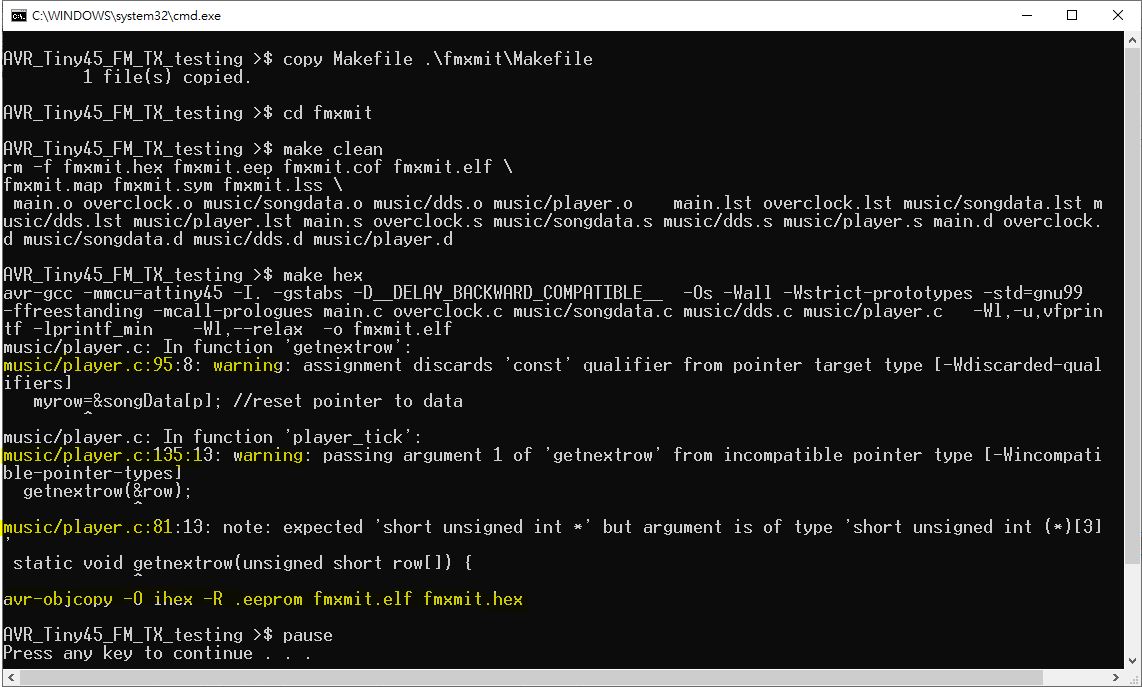 C:\WINDOWS\system32\cmd.exe
AVR_Tiny45_FM_TX_testing >$ copy Makefile .\fmxmit\Makefile
        1 file(s) copied.
AVR_Tiny45_FM_TX_testing >$ cd fmxmit
AVR_Tiny45_FM_TX_testing >$ make clean
rm -f fmxmit.hex fmxmit.eep fmxmit.cof fmxmit.elf \
fmxmit.map fmxmit.sym fmxmit.lss \
 main.o overclock.o music/songdata.o music/dds.o music/player.o    main.lst overclock.lst music/songdata.lst m
usic/dds.lst music/player.lst main.s overclock.s music/songdata.s music/dds.s music/player.s main.d overclock.
d music/songdata.d music/dds.d music/player.d
AVR_Tiny45_FM_TX_testing >$ make hex
avr-gcc -mmcu=attiny45 -I. -gstabs -D__DELAY_BACKWARD_COMPATIBLE__  -Os -Wall -Wstrict-prototypes -std=gnu99
-ffreestanding -mcall-prologues main.c overclock.c music/songdata.c music/dds.c music/player.c   -Wl,-u,vfprin
tf -lprintf_min    -Wl,--relax  -o fmxmit.elf
music/player.c: In function 'getnextrow':
music/player.c:95:8: warning: assignment discards 'const' qualifier from pointer target type [-Wdiscarded-qual
ifiers]
   myrow=&songData[p]; //reset pointer to data
        ^
music/player.c: In function 'player_tick':
music/player.c:135:13: warning: passing argument 1 of 'getnextrow' from incompatible pointer type [-Wincompati
ble-pointer-types]
  getnextrow(&row);
             ^
music/player.c:81:13: note: expected 'short unsigned int *' but argument is of type 'short unsigned int (*)[3]
'
 static void getnextrow(unsigned short row[]) {
             ^
avr-objcopy -O ihex -R .eeprom fmxmit.elf fmxmit.hex
AVR_Tiny45_FM_TX_testing >$ pause
Press any key to continue . . .